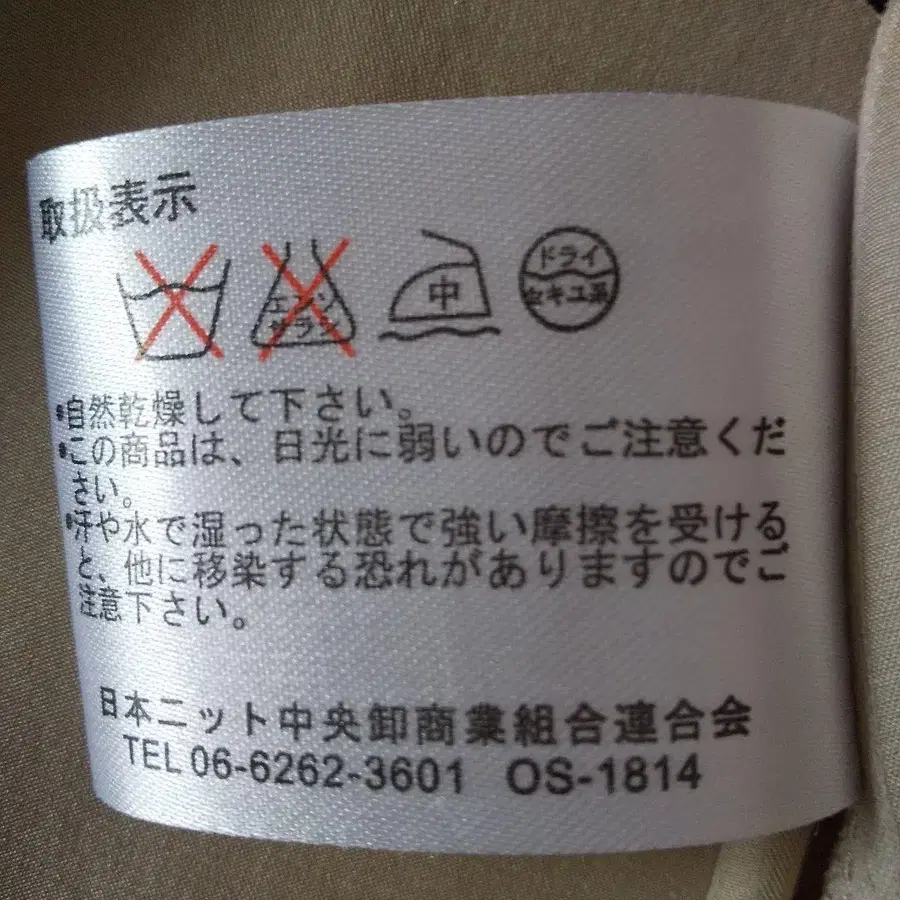 取扱表示
エンソ
サラシ
中
ドライ
セキユ系
•自然乾燥して下さい。
•この商品は、日光に弱いのでご注意くだ
さい。
•汗や水で湿った状態で強い摩擦を受ける
と、他に移染する恐れがありますのでご
注意下さい。
日本ニット中央卸商業組合連合会
TEL 06-6262-3601 OS-1814